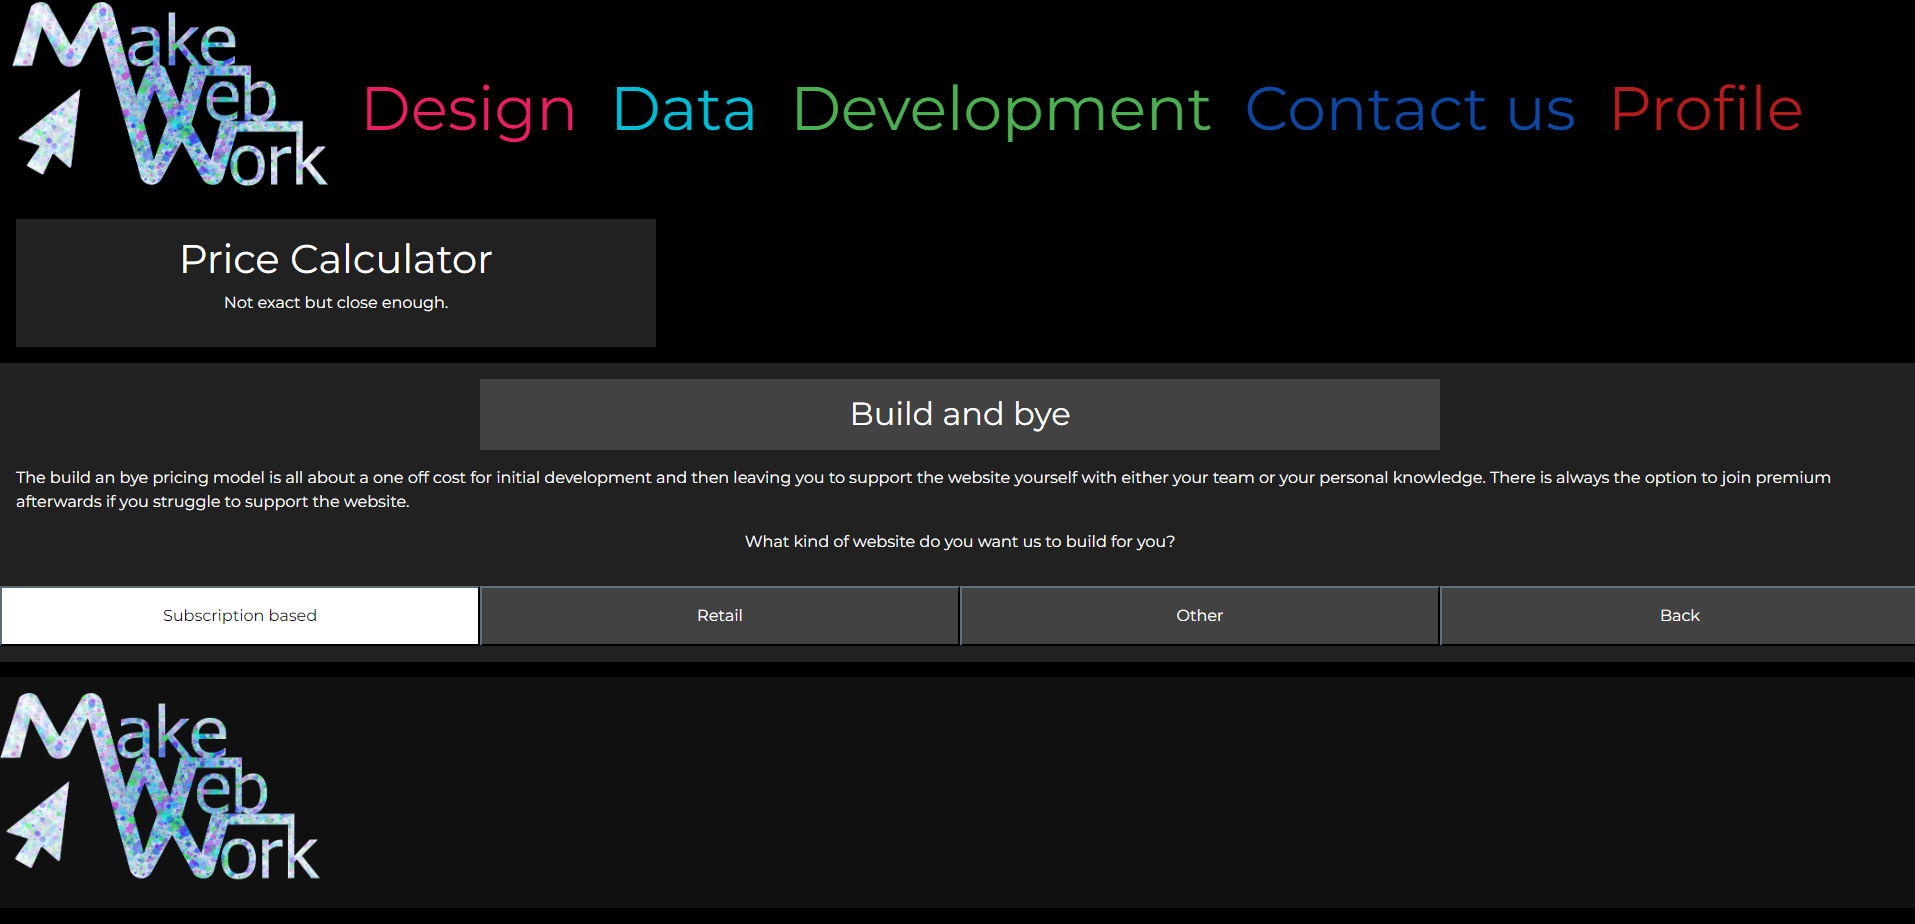 Make
Web
Work
Design Data Development Contact us Profile
Price Calculator
Not exact but close enough.
Build and bye
The build an bye pricing model is all about a one off cost for initial development and then leaving you to support the website yourself with either your team or your personal knowledge. There is always the option to join premium
afterwards if you struggle to support the website.
What kind of website do you want us to build for you?
Subscription based Retail Other Back
Make
Web
Work